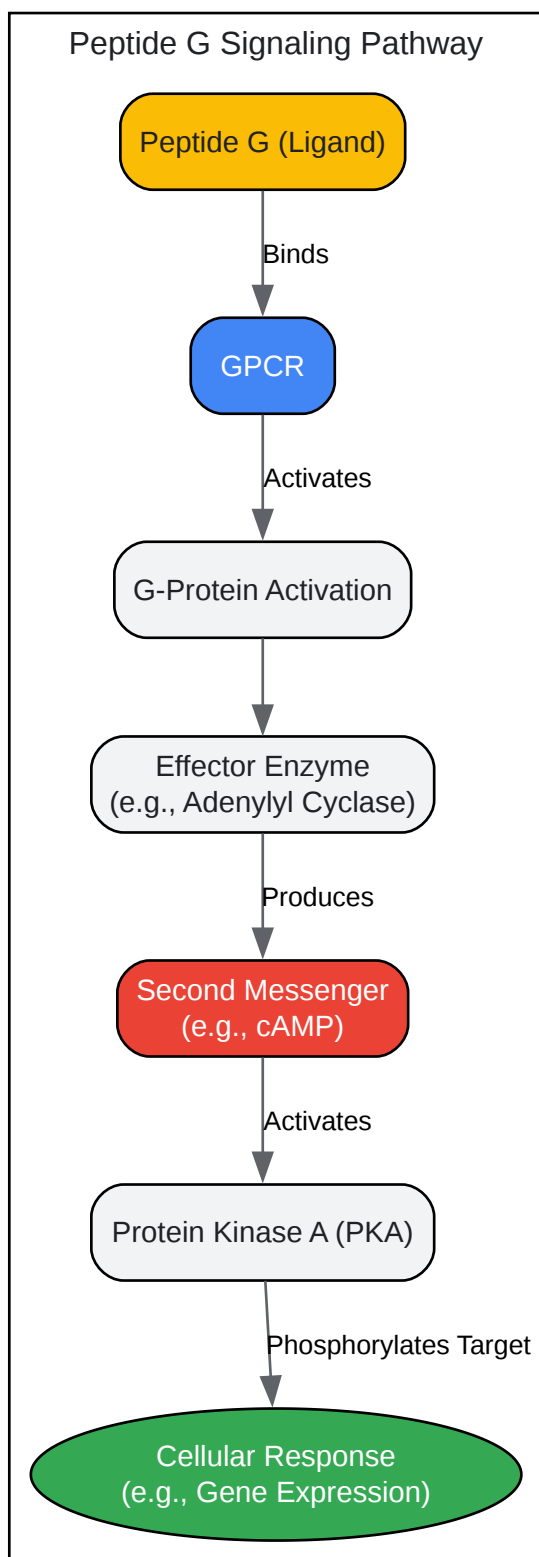 Peptide G Signaling Pathway
Peptide G (Ligand)
Binds
GPCR
Activates
G-Protein Activation
Effector Enzyme
(e.g., Adenylyl Cyclase)
Produces
Second Messenger
(e.g., cAMP)
Activates
Protein Kinase A (PKA)
Phosphorylates Target
Cellular Response
(e.g., Gene Expression)